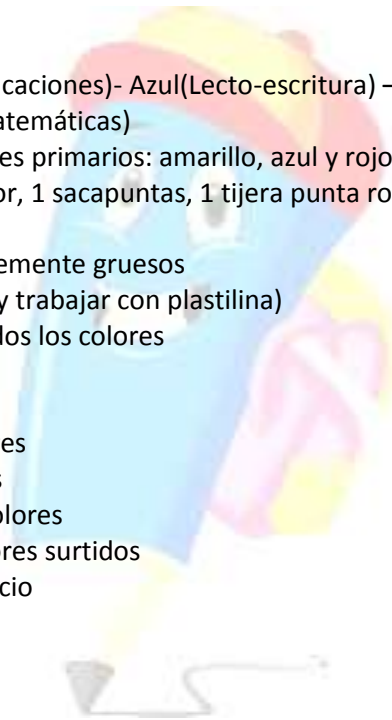 caciones)- Azul(Lecto-escritura) –
atemáticas)
es primarios: amarillo, azul y rojo
or, 1 sacapuntas, 1 tijera punta ro
emente gruesos
y trabajar con plastilina)
dos los colores
es
s
olores
ores surtidos
cio